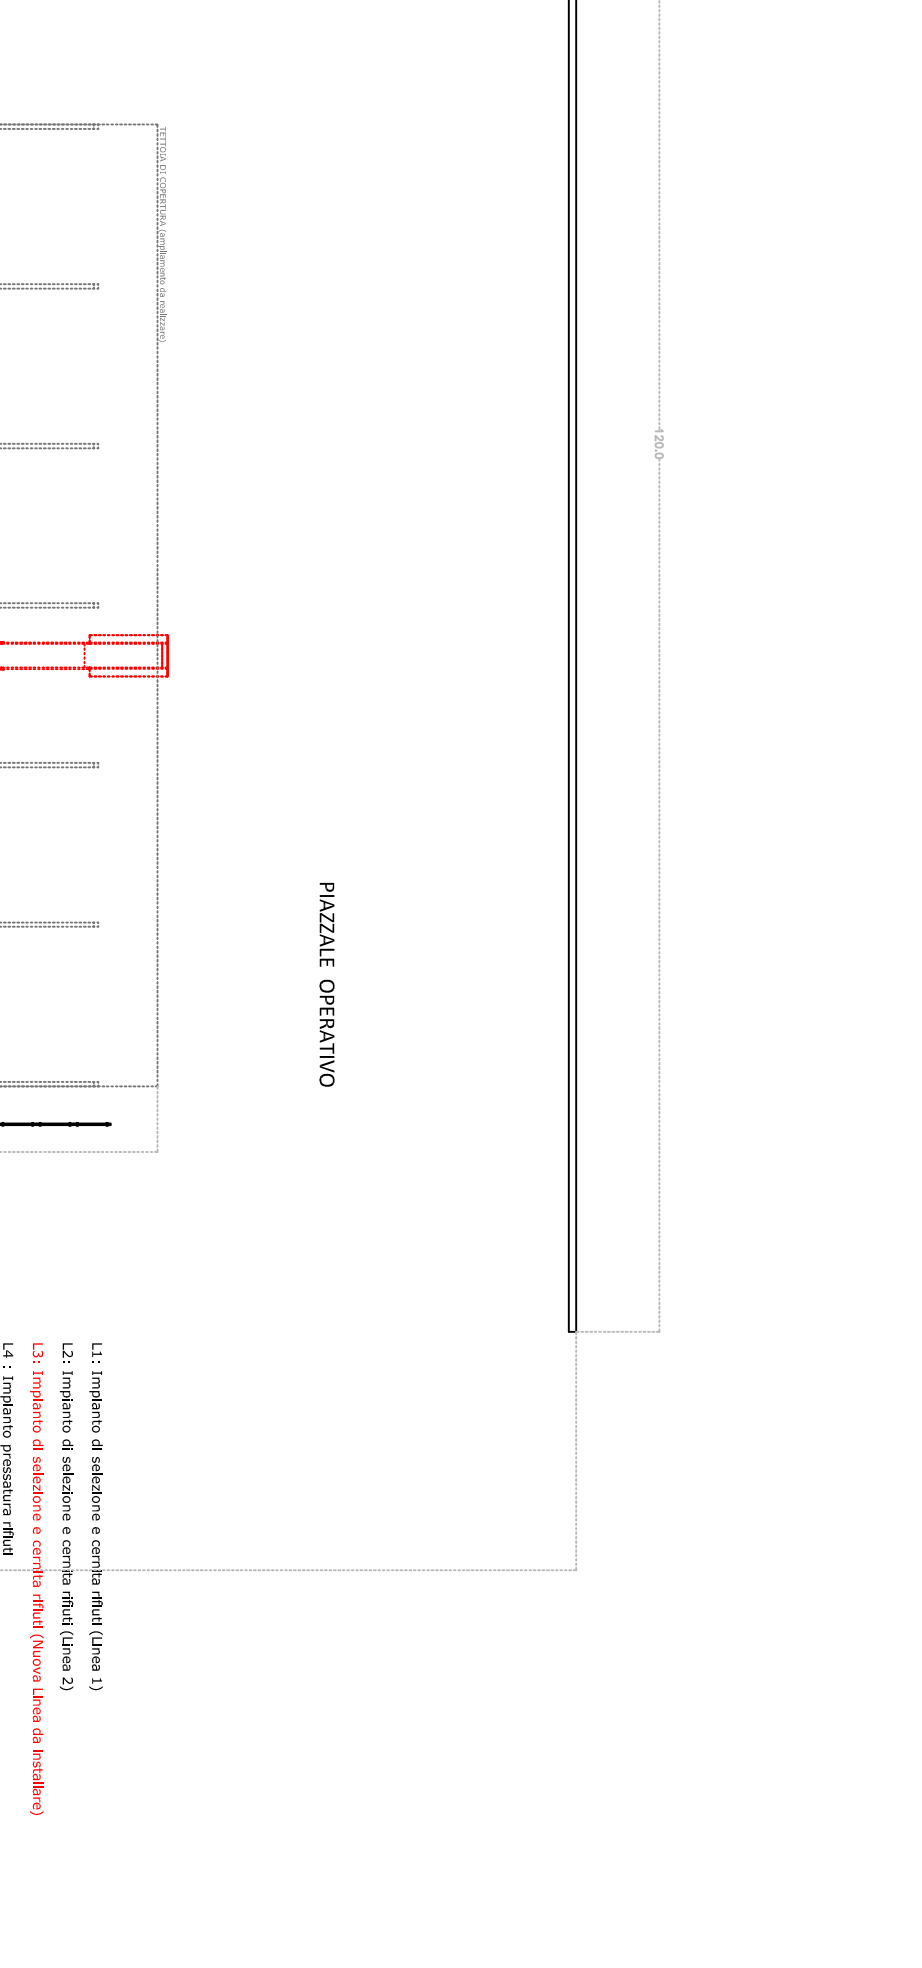 120.0
TETTOIA DI COPERTURA (ampliamento da realizzare)
PIAZZALE OPERATIVO
L1: Impianto di selezione e cernita rifiuti (Linea 1)
L2: Impianto di selezione e cernita rifiuti (Linea 2)
L3: Impianto di selezione e cernita rifiuti (Nuova Linea da Installare)
L4 : Impianto pressatura rifiuti